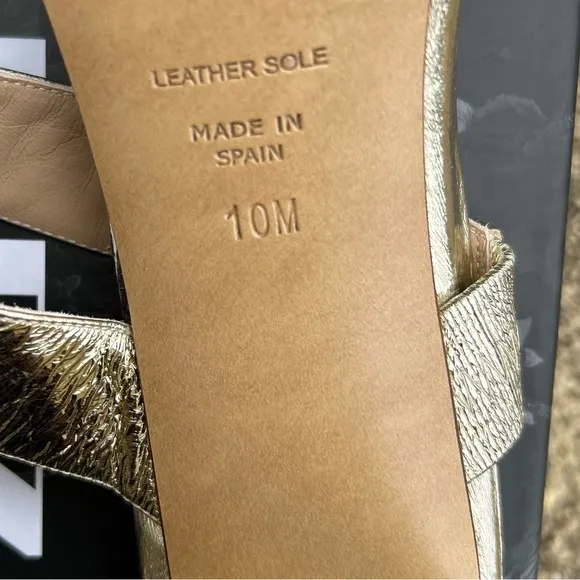 LEATHER SOLE
MADE IN
SPAIN
10M